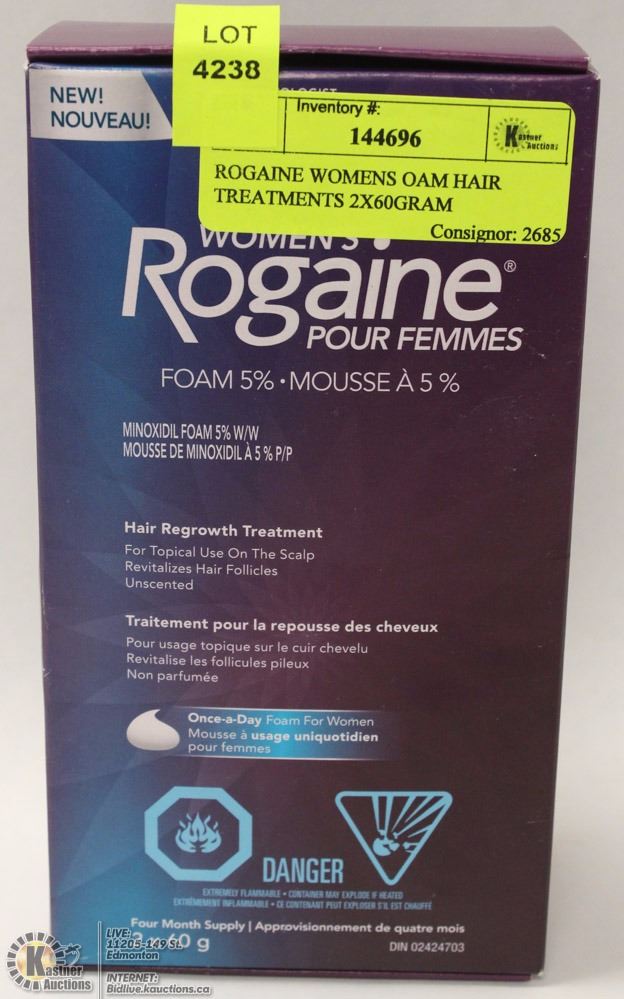 LOT
4238
NEW!
NOUVEAU!
Inventory #:
144696
Kastner
Auctions
ROGAINE WOMENS OAM HAIR
TREATMENTS 2X60GRAM
Consignor: 2685
WOMEN'S
Rogaine®
POUR FEMMES
FOAM 5% • MOUSSE À 5 %
MINOXIDIL FOAM 5% W/W
MOUSSE DE MINOXIDIL À 5 % P/P
Hair Regrowth Treatment
For Topical Use On The Scalp
Revitalizes Hair Follicles
Unscented
Traitement pour la repousse des cheveux
Pour usage topique sur le cuir chevelu
Revitalise les follicules pileux
Non parfumée
Once-a-Day Foam For Women
Mousse à usage uniquotidien
pour femmes
DANGER
EXTREMELY FLAMMABLE • CONTAINER MAY EXPLODE IF HEATED
EXTRÊMEMENT INFLAMMABLE • CE CONTENANT PEUT EXPLOSER S'IL EST CHAUFFÉ
Four Month Supply | Approvisionnement de quatre mois
60 g
DIN 02424703
Kastner
Auctions
LIVE:
11205-149 St.
Edmonton
INTERNET:
Bidlive.kauctions.ca